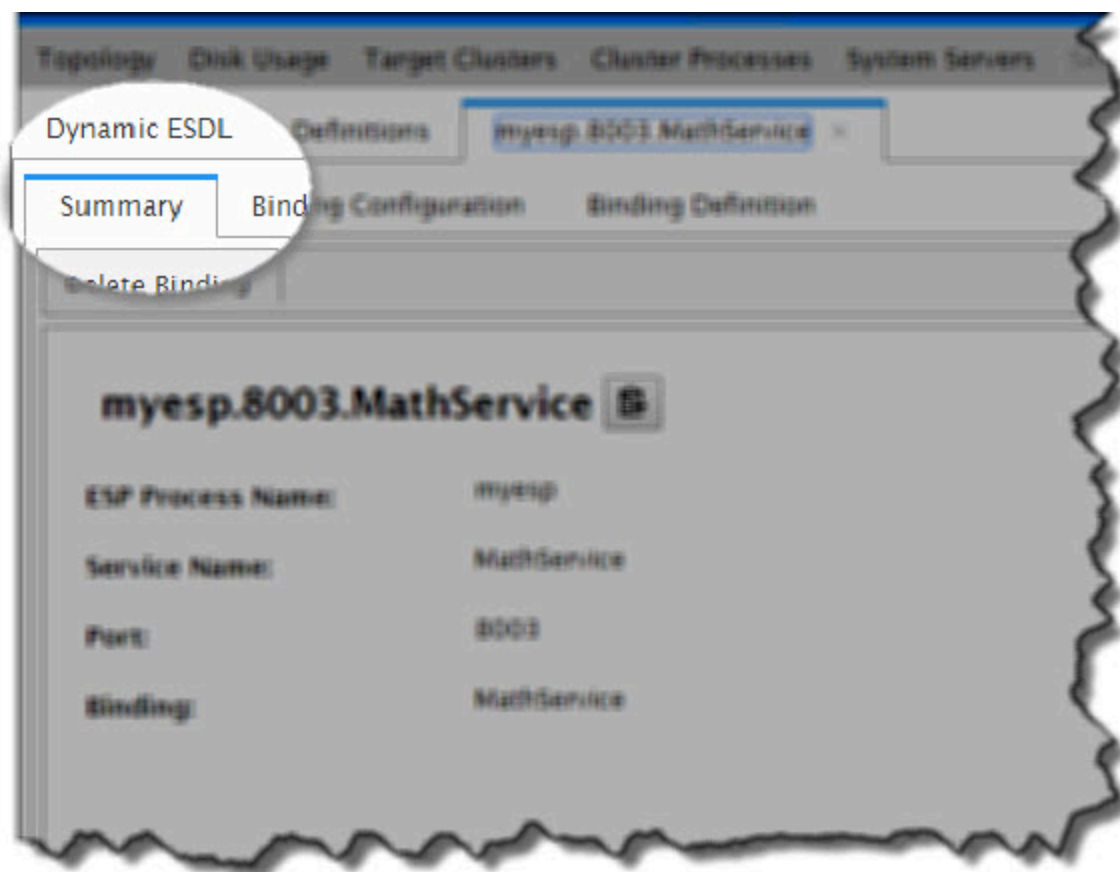 Topology Disk Usage Target Clusters Cluster Processes System Servers
Dynamic ESDL Definitions myesp.8003.MathService ×
Summary Binding Configuration Binding Definition
Delete Binding
myesp.8003.MathService
ESP Process Name: myesp
Service Name: MathService
Port: 8003
Binding: MathService